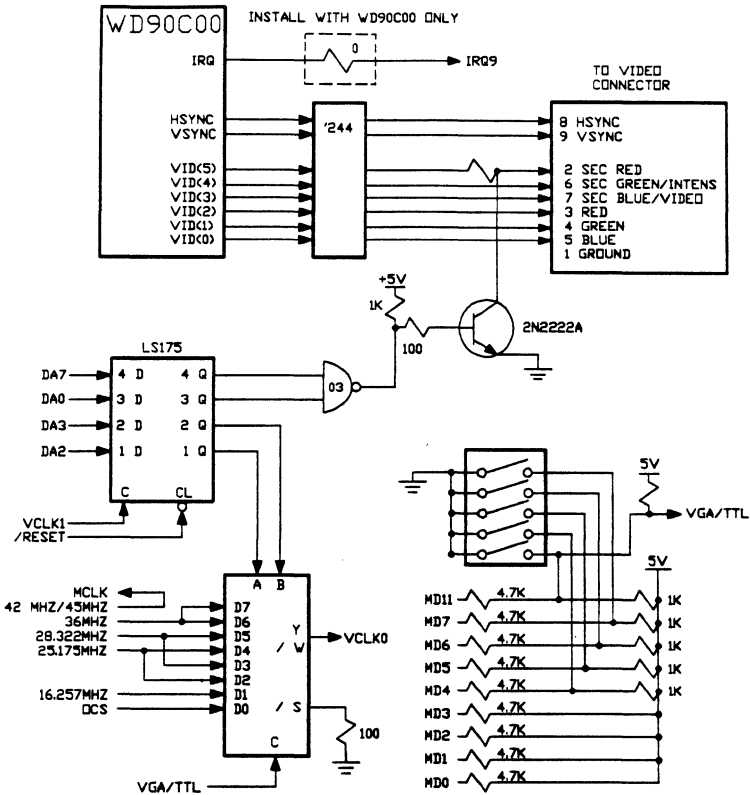 WD90C00
INSTALL WITH WD90C00 ONLY
IRQ
0
IRQ9
TO VIDEO
CONNECTOR
HSYNC
VSYNC
'244
8 HSYNC
9 VSYNC
VID(5)
VID(4)
VID(3)
VID(2)
VID(1)
VID(0)
2 SEC RED
6 SEC GREEN/INTENS
7 SEC BLUE/VIDEO
3 RED
4 GREEN
5 BLUE
1 GROUND
+5V
1K
100
2N2222A
LS175
DA7
4 D
4 Q
DA0
3 D
3 Q
03
DA3
2 D
2 Q
DA2
1 D
1 Q
C
CL
VCLK1
/RESET
5V
VGA/TTL
5V
A B
MCLK
42 MHZ/45MHZ
36MHZ
28.322MHZ
25.175MHZ
16.257MHZ
OCS
D7
D6
D5
D4
D3
D2
D1
D0
Y
/ W
VCLK0
/ S
100
C
VGA/TTL
MD11 4.7K 1K
MD7 4.7K 1K
MD6 4.7K 1K
MD5 4.7K 1K
MD4 4.7K 1K
MD3 4.7K
MD2 4.7K
MD1 4.7K
MD0 4.7K